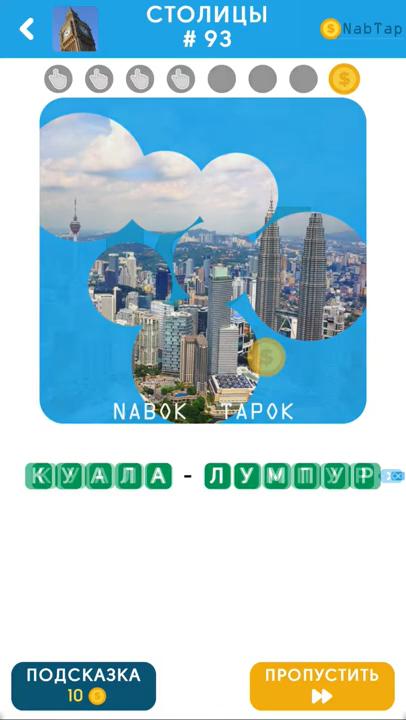 СТОЛИЦЫ
# 93
NabTap
NABOK TAPOK
КУАЛА - ЛУМПУР
ПОДСКАЗКА
10
ПРОПУСТИТЬ